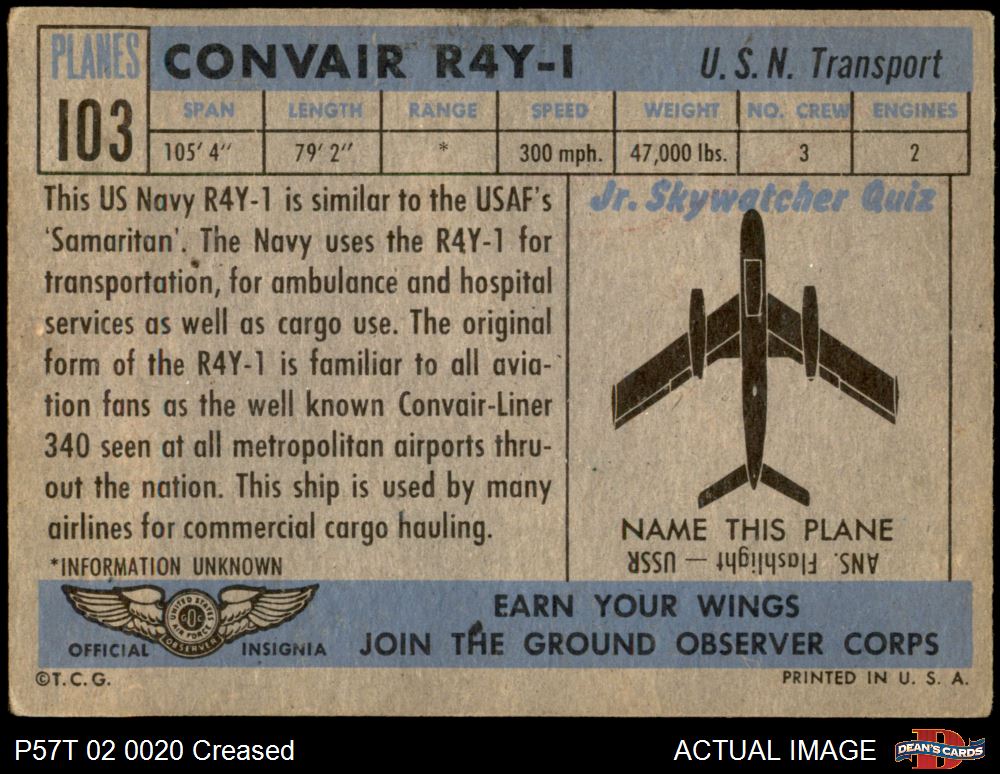 PLANES
103
CONVAIR R4Y-1
U. S. N. Transport
SPAN LENGTH RANGE SPEED WEIGHT NO. CREW ENGINES
105' 4" 79' 2" * 300 mph. 47,000 lbs. 3 2
This US Navy R4Y-1 is similar to the USAF's
'Samaritan'. The Navy uses the R4Y-1 for
transportation, for ambulance and hospital
services as well as cargo use. The original
form of the R4Y-1 is familiar to all avia-
tion fans as the well known Convair-Liner
340 seen at all metropolitan airports thru-
out the nation. This ship is used by many
airlines for commercial cargo hauling.
*INFORMATION UNKNOWN
Jr. Skywatcher Quiz
NAME THIS PLANE
ANS. Flashlight — USSR
UNITED STATES
GOC
AIR FORCE
OBSERVER
OFFICIAL INSIGNIA
EARN YOUR WINGS
JOIN THE GROUND OBSERVER CORPS
©T. C. G.
PRINTED IN U. S. A.
P57T 02 0020 Creased
ACTUAL IMAGE
D
DEAN'S CARDS